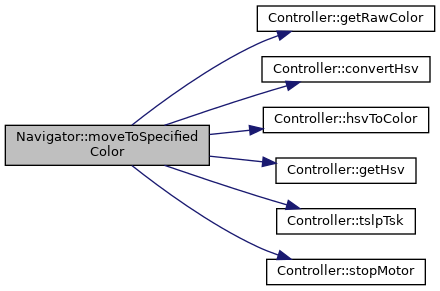 Controller::getRawColor
Controller::convertHsv
Controller::hsvToColor
Navigator::moveToSpecified
Color
Controller::getHsv
Controller::tslpTsk
Controller::stopMotor